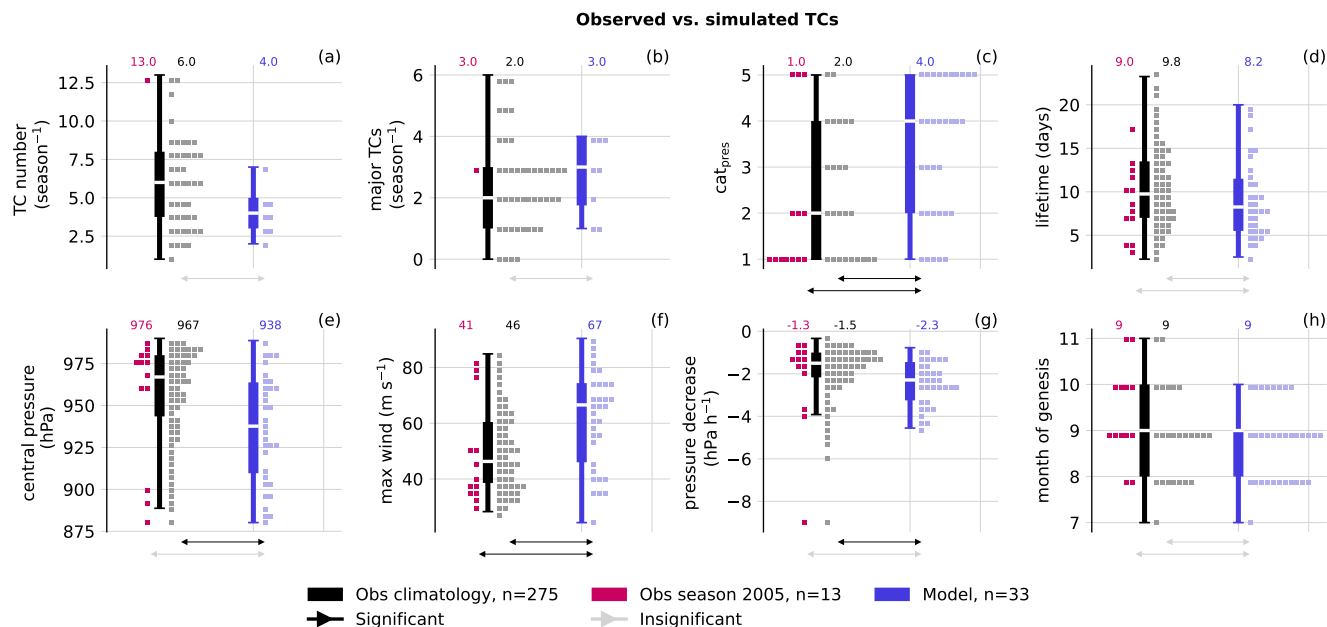 Observed vs. simulated TCs
(a)
13.0 6.0 4.0
TC number
(season⁻¹)
12.5
10.0
7.5
5.0
2.5
(b)
3.0 2.0 3.0
major TCs
(season⁻¹)
6
4
2
0
(c)
1.0 2.0 4.0
cat_pres
5
4
3
2
1
(d)
9.0 9.8 8.2
lifetime (days)
20
15
10
5
(e)
976 967 938
central pressure
(hPa)
975
950
925
900
875
(f)
41 46 67
max wind (m s⁻¹)
80
60
40
(g)
-1.3 -1.5 -2.3
pressure decrease
(hPa h⁻¹)
0
−2
−4
−6
−8
(h)
9 9 9
month of genesis
11
10
9
8
7
Obs climatology, n=275 Obs season 2005, n=13 Model, n=33
Significant Insignificant